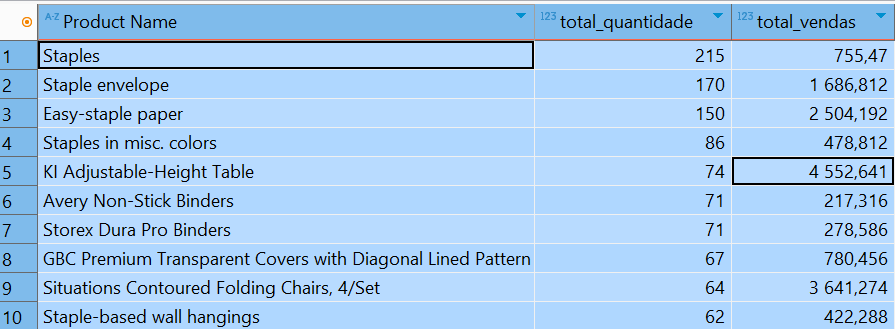 A-Z Product Name 123 total_quantidade 123 total_vendas
1 Staples 215 755,47
2 Staple envelope 170 1 686,812
3 Easy-staple paper 150 2 504,192
4 Staples in misc. colors 86 478,812
5 KI Adjustable-Height Table 74 4 552,641
6 Avery Non-Stick Binders 71 217,316
7 Storex Dura Pro Binders 71 278,586
8 GBC Premium Transparent Covers with Diagonal Lined Pattern 67 780,456
9 Situations Contoured Folding Chairs, 4/Set 64 3 641,274
10 Staple-based wall hangings 62 422,288